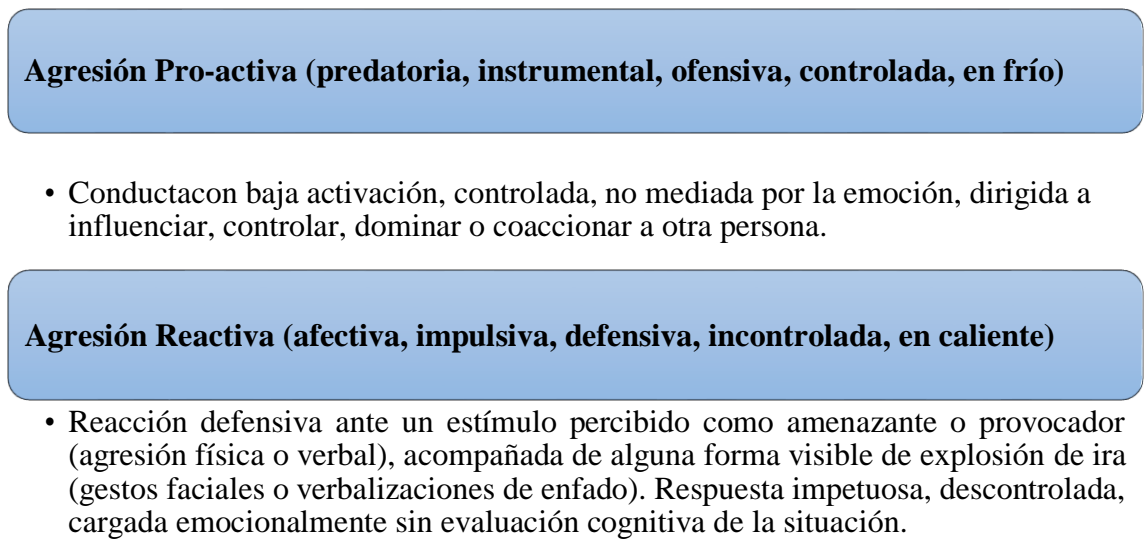 Agresión Pro-activa (predatoria, instrumental, ofensiva, controlada, en frío)
• Conductacon baja activación, controlada, no mediada por la emoción, dirigida a
influenciar, controlar, dominar o coaccionar a otra persona.
Agresión Reactiva (afectiva, impulsiva, defensiva, incontrolada, en caliente)
• Reacción defensiva ante un estímulo percibido como amenazante o provocador
(agresión física o verbal), acompañada de alguna forma visible de explosión de ira
(gestos faciales o verbalizaciones de enfado). Respuesta impetuosa, descontrolada,
cargada emocionalmente sin evaluación cognitiva de la situación.